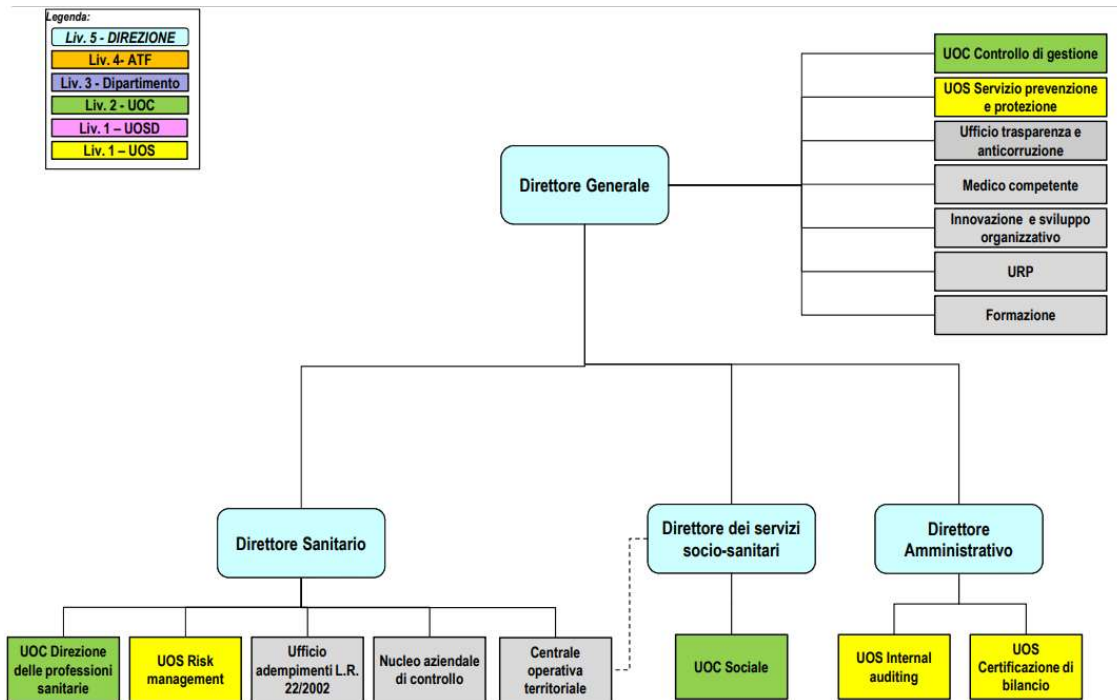 Legenda:
Liv. 5 - DIREZIONE
Liv. 4- ATF
Liv. 3 - Dipartimento
Liv. 2 - UOC
Liv. 1 – UOSD
Liv. 1 – UOS
UOC Controllo di gestione
UOS Servizio prevenzione
e protezione
Ufficio trasparenza e
anticorruzione
Medico competente
Innovazione e sviluppo
organizzativo
URP
Formazione
Direttore Generale
Direttore Sanitario
Direttore dei servizi
socio-sanitari
Direttore
Amministrativo
UOC Direzione
delle professioni
sanitarie
UOS Risk
management
Ufficio
adempimenti L.R.
22/2002
Nucleo aziendale
di controllo
Centrale
operativa
territoriale
UOC Sociale
UOS Internal
auditing
UOS
Certificazione di
bilancio